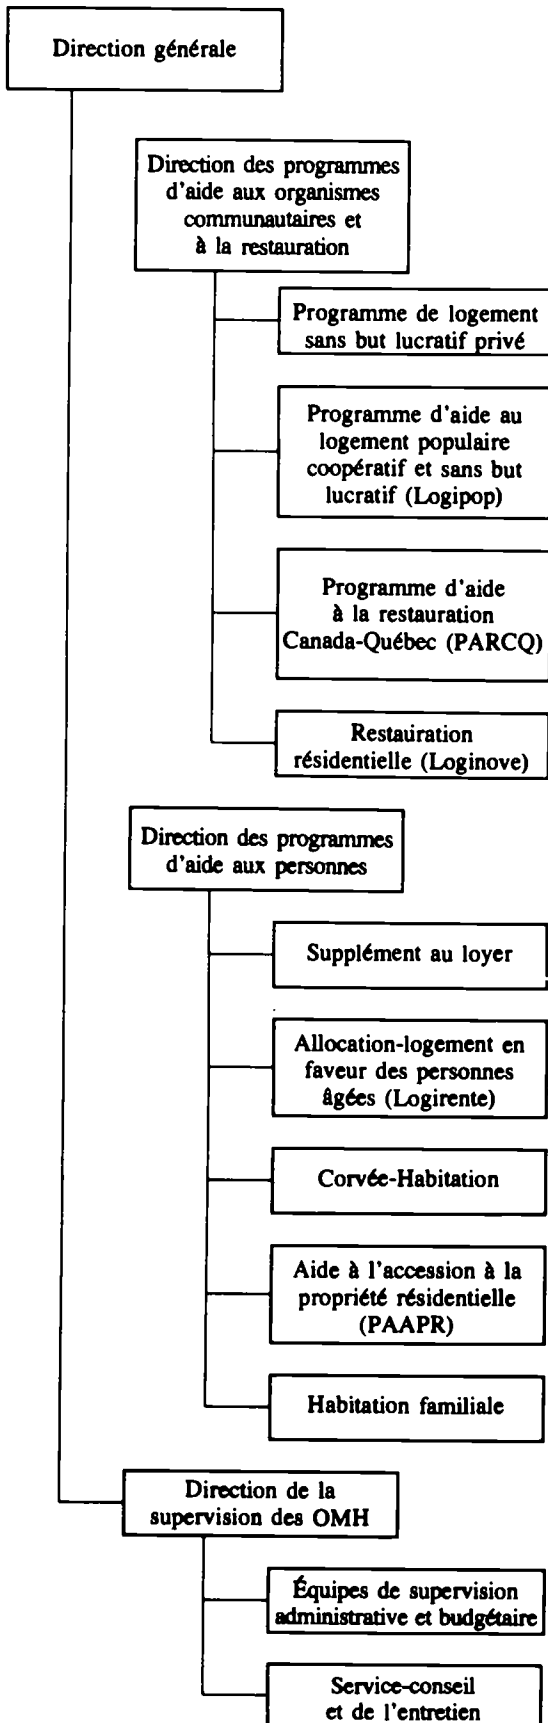 Direction générale
Direction des programmes
d'aide aux organismes
communautaires et
à la restauration
Programme de logement
sans but lucratif privé
Programme d'aide au
logement populaire
coopératif et sans but
lucratif (Logipop)
Programme d'aide
à la restauration
Canada-Québec (PARCQ)
Restauration
résidentielle (Loginove)
Direction des programmes
d'aide aux personnes
Supplément au loyer
Allocation-logement en
faveur des personnes
âgées (Logirente)
Corvée-Habitation
Aide à l'accession à la
propriété résidentielle
(PAAPR)
Habitation familiale
Direction de la
supervision des OMH
Équipes de supervision
administrative et budgétaire
Service-conseil
et de l'entretien